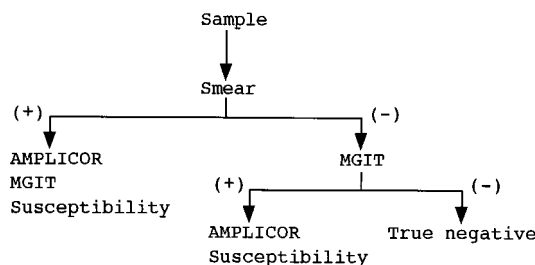 Sample
Smear
(+)
(-)
AMPLICOR
MGIT
Susceptibility
MGIT
(+)
(-)
AMPLICOR
Susceptibility
True negative